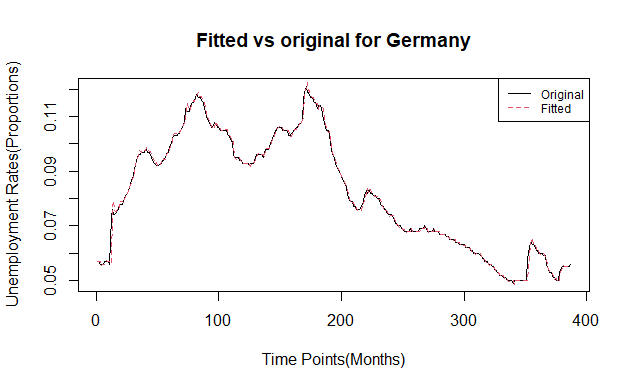 Fitted vs original for Germany
Unemployment Rates(Proportions)
0.11
0.09
0.07
0.05
Original
Fitted
0 100 200 300 400
Time Points(Months)